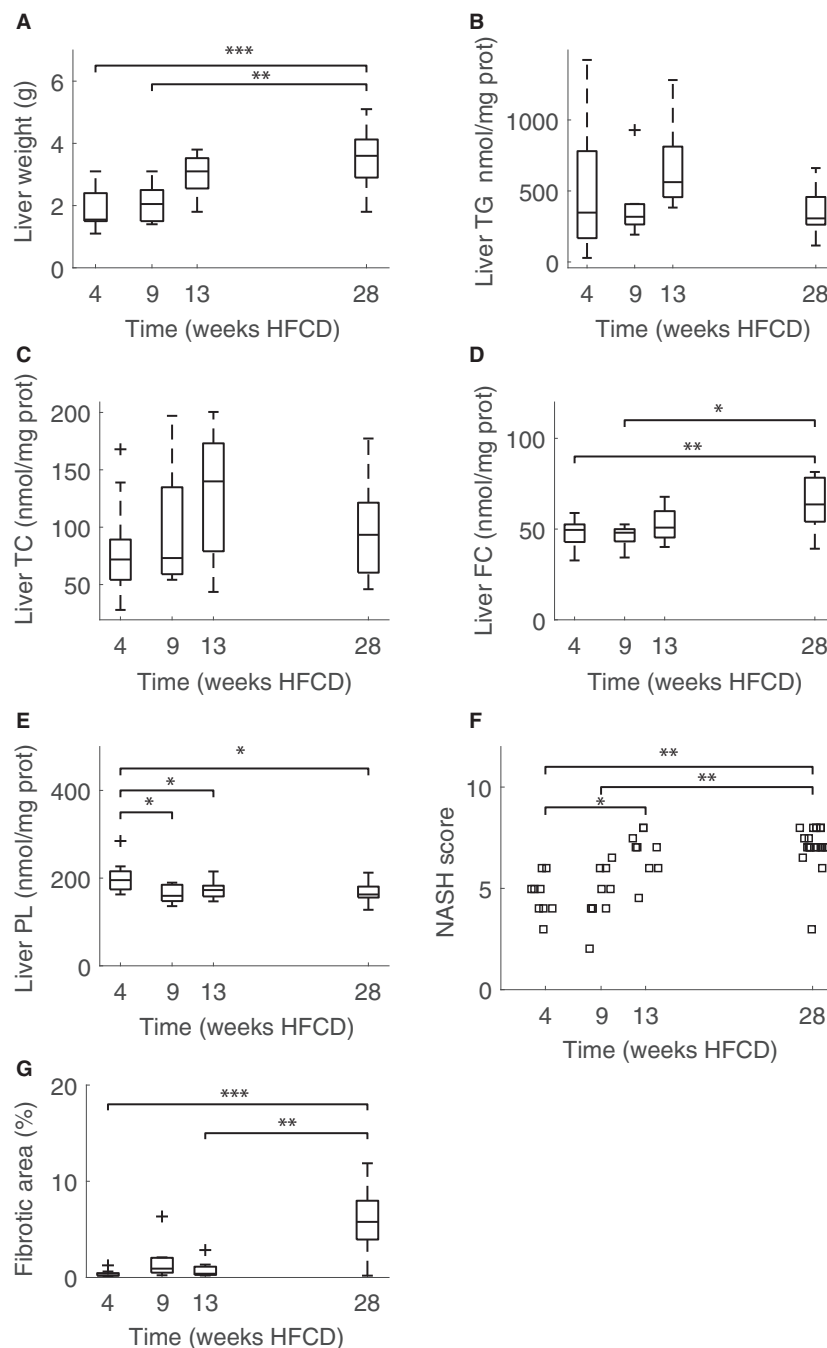 A
Liver weight (g)
6
4
2
0
***
**
4 9 13 28
Time (weeks HFCD)
B
Liver TG nmol/mg prot)
1000
500
0
4 9 13 28
Time (weeks HFCD)
C
Liver TC (nmol/mg prot)
200
150
100
50
4 9 13 28
Time (weeks HFCD)
D
Liver FC (nmol/mg prot)
100
50
0
*
**
4 9 13 28
Time (weeks HFCD)
E
Liver PL (nmol/mg prot)
400
200
0
*
*
*
4 9 13 28
Time (weeks HFCD)
F
NASH score
10
5
0
**
**
*
4 9 13 28
Time (weeks HFCD)
G
Fibrotic area (%)
20
10
0
***
**
4 9 13 28
Time (weeks HFCD)